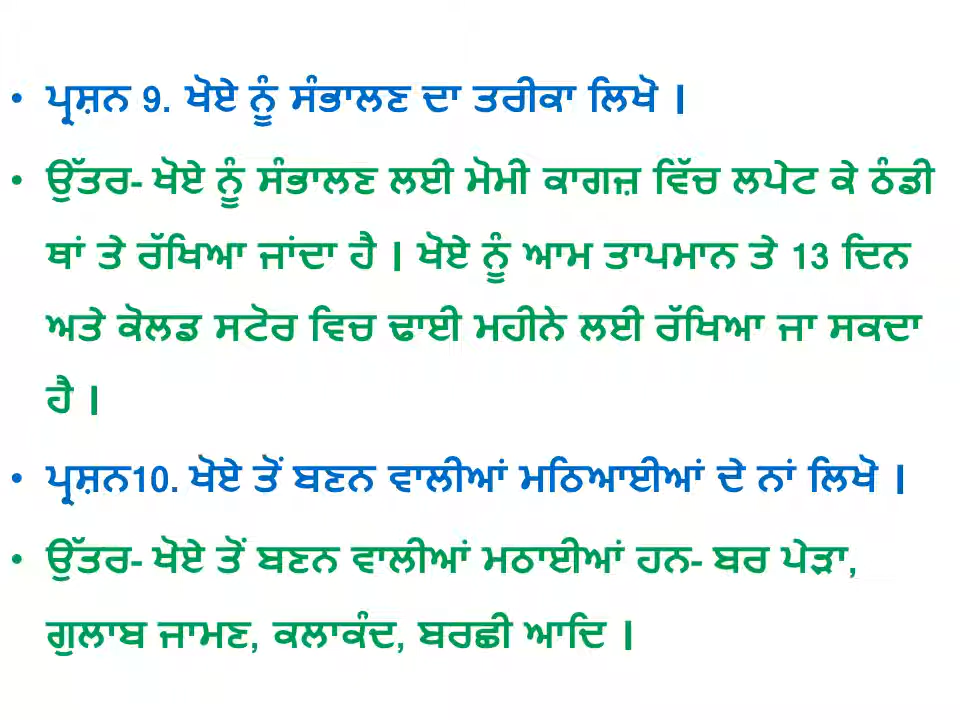 • ਪ੍ਰਸ਼ਨ 9. ਖੋਏ ਨੂੰ ਸੰਭਾਲਣ ਦਾ ਤਰੀਕਾ ਲਿਖੋ ।
• ਉੱਤਰ- ਖੋਏ ਨੂੰ ਸੰਭਾਲਣ ਲਈ ਮੋਮੀ ਕਾਗਜ਼ ਵਿੱਚ ਲਪੇਟ ਕੇ ਠੰਡੀ
ਥਾਂ ਤੇ ਰੱਖਿਆ ਜਾਂਦਾ ਹੈ । ਖੋਏ ਨੂੰ ਆਮ ਤਾਪਮਾਨ ਤੇ 13 ਦਿਨ
ਅਤੇ ਕੋਲਡ ਸਟੋਰ ਵਿਚ ਢਾਈ ਮਹੀਨੇ ਲਈ ਰੱਖਿਆ ਜਾ ਸਕਦਾ
ਹੈ ।
• ਪ੍ਰਸ਼ਨ10. ਖੋਏ ਤੋਂ ਬਣਨ ਵਾਲੀਆਂ ਮਠਿਆਈਆਂ ਦੇ ਨਾਂ ਲਿਖੋ ।
• ਉੱਤਰ- ਖੋਏ ਤੋਂ ਬਣਨ ਵਾਲੀਆਂ ਮਠਾਈਆਂ ਹਨ- ਬਰ ਪੇੜਾ,
ਗੁਲਾਬ ਜਾਮਣ, ਕਲਾਕੰਦ, ਬਰਫ਼ੀ ਆਦਿ ।